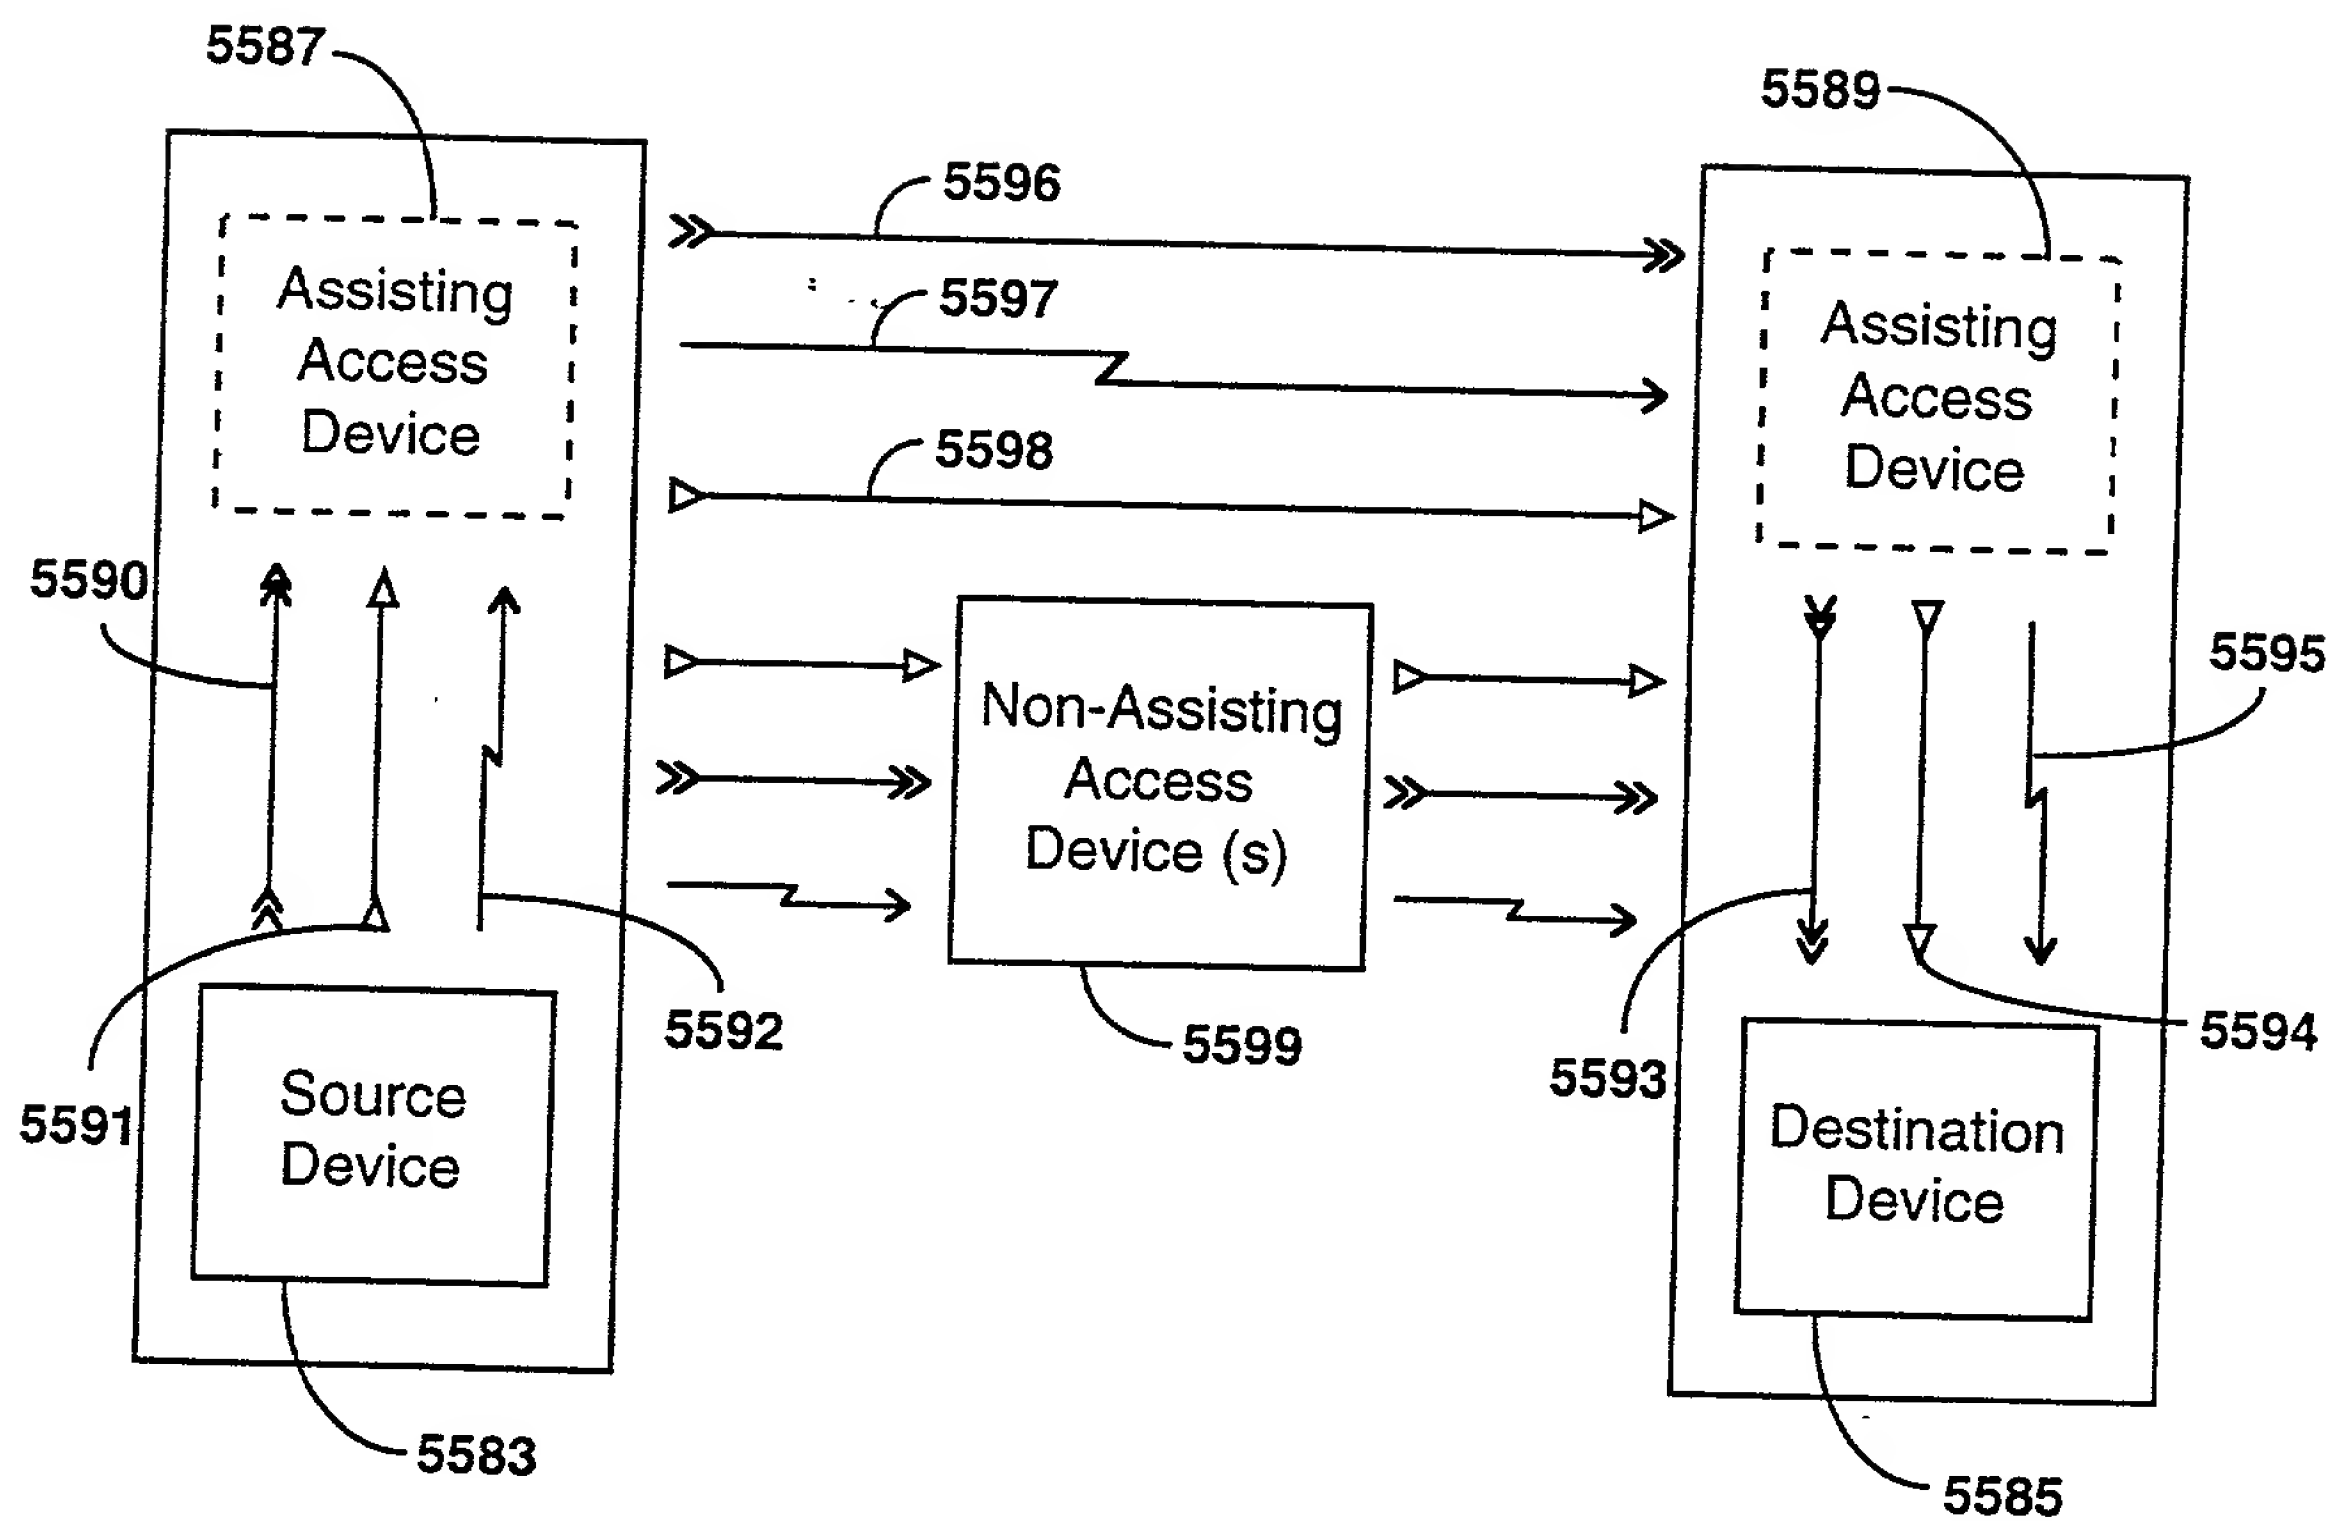 5587
5589
5596
Assisting
Access
Device
5597
Assisting
Access
Device
5598
5590
5595
Non-Assisting
Access
Device (s)
5592
5599
5593
5594
5591
Source
Device
Destination
Device
5583
5585